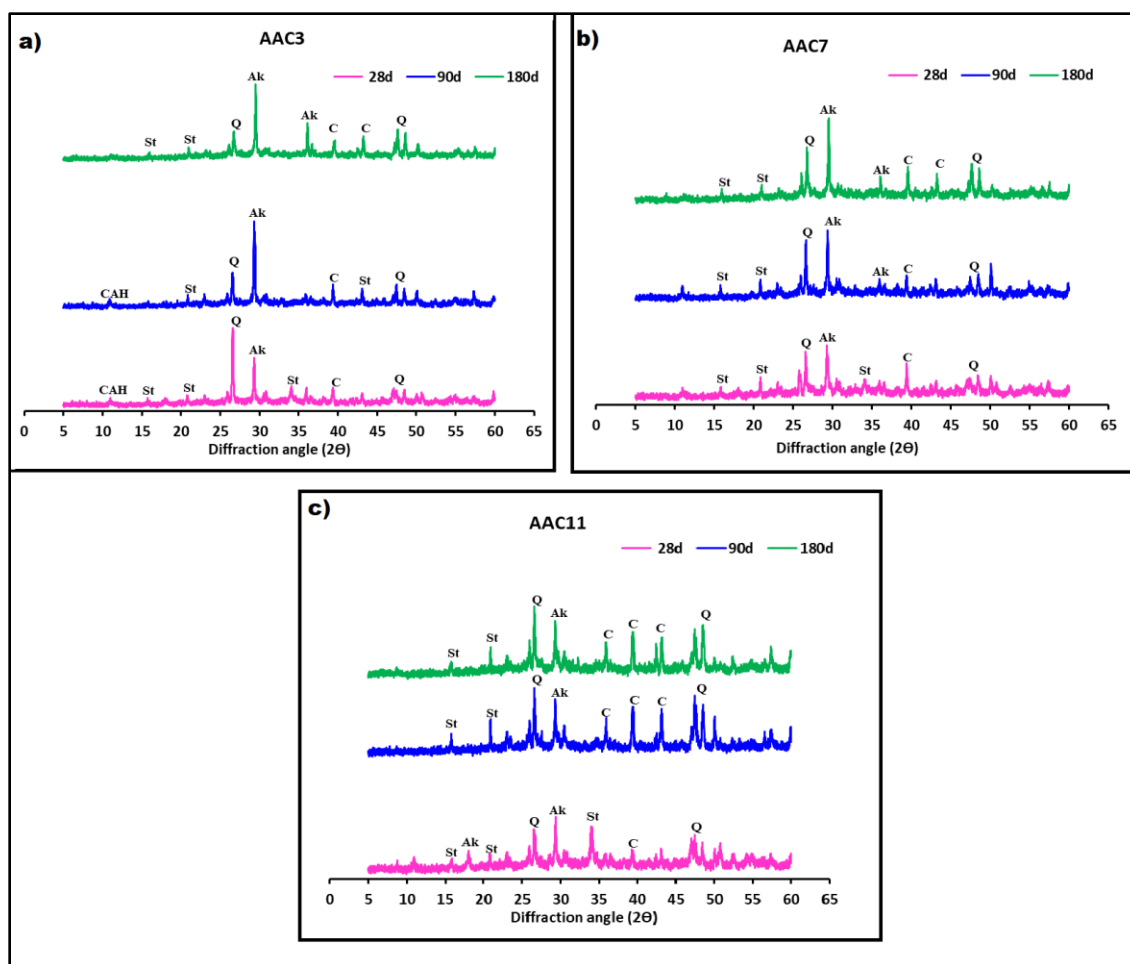 a)
AAC3
28d 90d 180d
Ak
Ak
St St Q C C Q
Ak
CAH St Q C St Q
Q
Ak
CAH St St St C Q
5 10 15 20 25 30 35 40 45 50 55 60 65
0
Diffraction angle (2Θ)
b)
AAC7
28d 90d 180d
Ak
Q
St St Ak C C Q
Ak
Q
St St Ak C Q
Ak
Q
St St St C Q
0 5 10 15 20 25 30 35 40 45 50 55 60 65
Diffraction angle (2Θ)
c)
AAC11
28d 90d 180d
Q
Ak
St St C C C Q
Q
Ak
St St C C C Q
Ak St
Q Q
St Ak St C
0 5 10 15 20 25 30 35 40 45 50 55 60 65
Diffraction angle (2Θ)